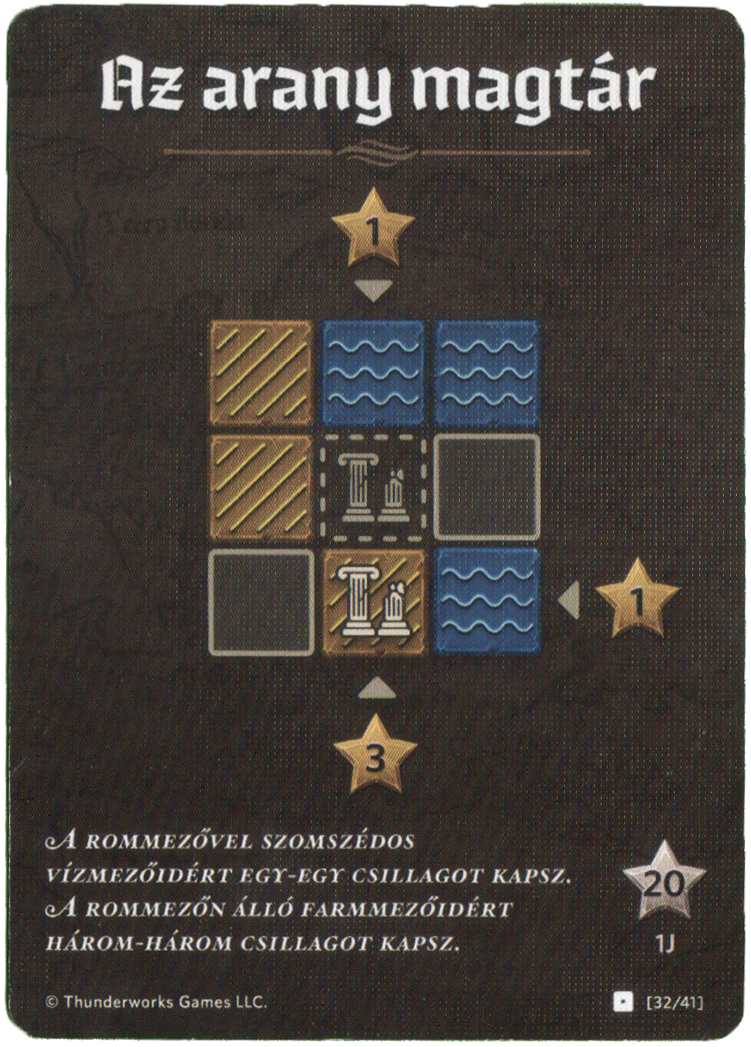 Az arany magtár
1
1
3
A ROMMEZŐVEL SZOMSZÉDOS
VÍZMEZŐIDÉRT EGY-EGY CSILLAGOT KAPSZ.
A ROMMEZŐN ÁLLÓ FARMMEZŐIDÉRT
HÁROM-HÁROM CSILLAGOT KAPSZ.
20
1J
© Thunderworks Games LLC.
[32/41]